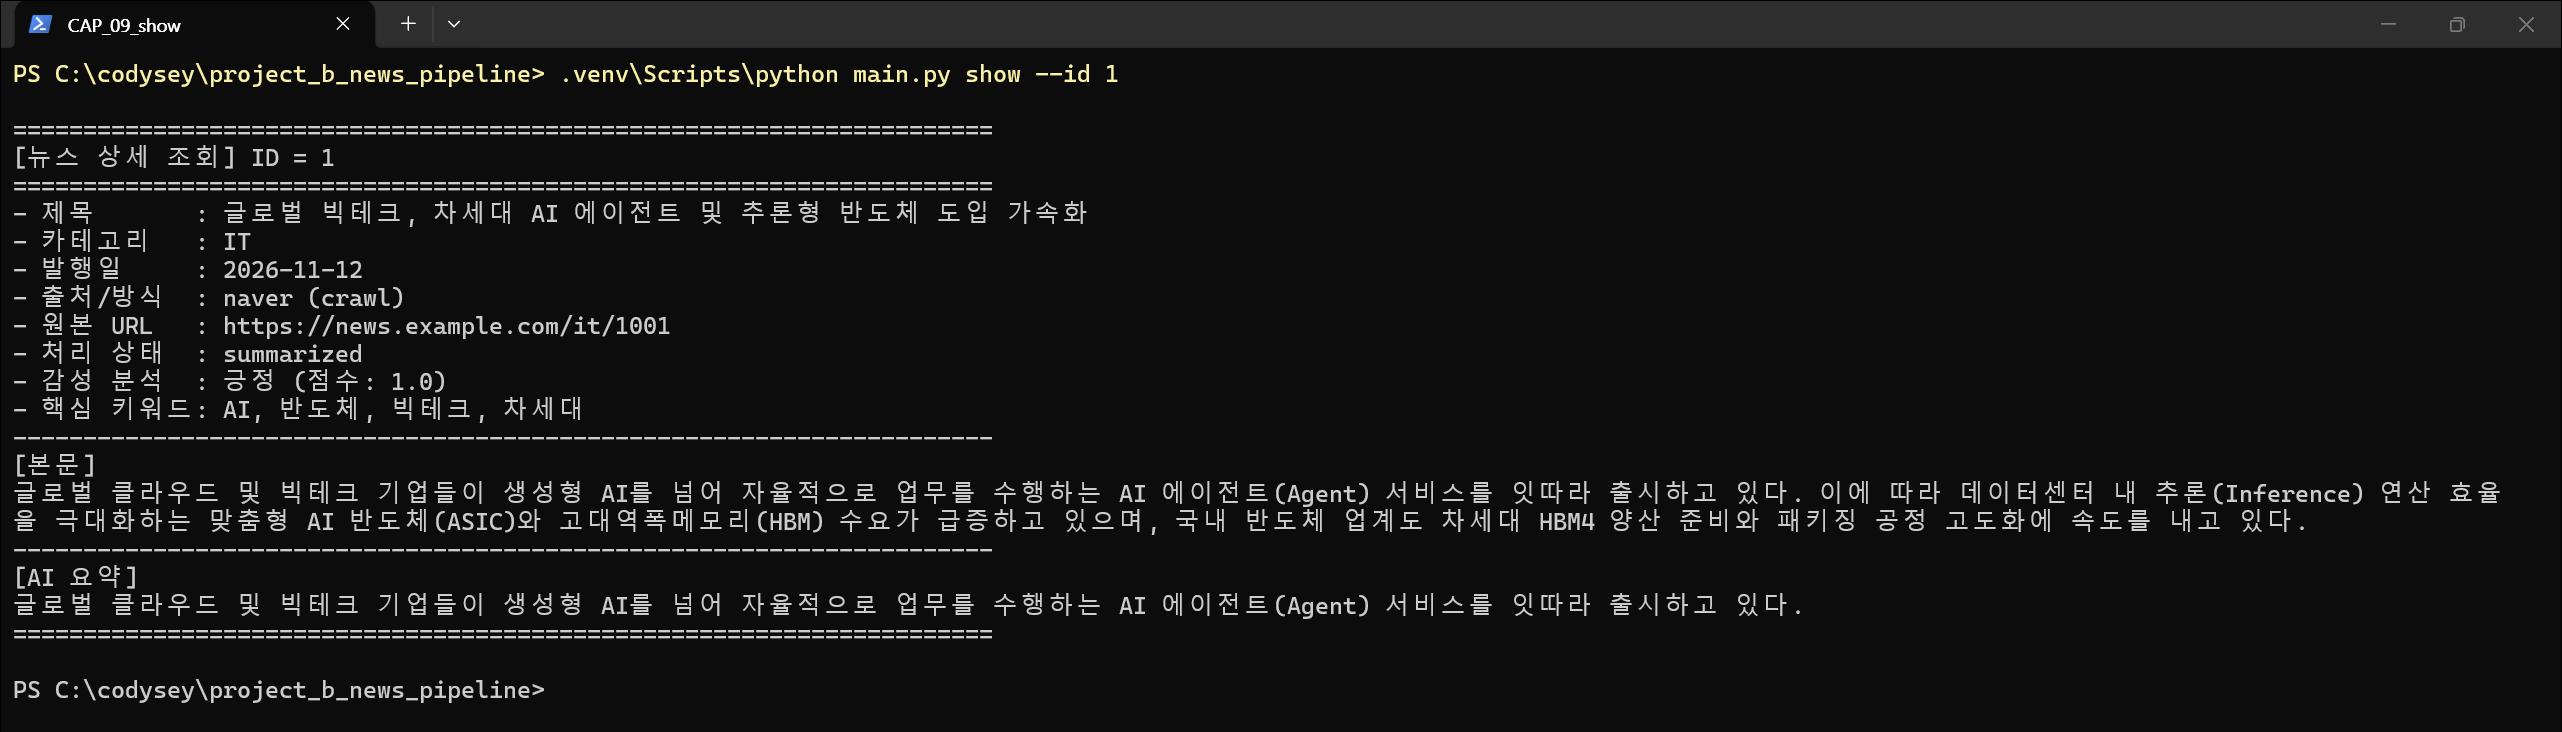 CAP_09_show
PS C:\codysey\project_b_news_pipeline> .venv\Scripts\python main.py show --id 1
======================================================================
[뉴스 상세 조회] ID = 1
======================================================================
- 제목       : 글로벌 빅테크, 차세대 AI 에이전트 및 추론형 반도체 도입 가속화
- 카테고리   : IT
- 발행일     : 2026-11-12
- 출처/방식  : naver (crawl)
- 원본 URL   : https://news.example.com/it/1001
- 처리 상태  : summarized
- 감성 분석  : 긍정 (점수: 1.0)
- 핵심 키워드: AI, 반도체, 빅테크, 차세대
----------------------------------------------------------------------
[본문]
글로벌 클라우드 및 빅테크 기업들이 생성형 AI를 넘어 자율적으로 업무를 수행하는 AI 에이전트(Agent) 서비스를 잇따라 출시하고 있다. 이에 따라 데이터센터 내 추론(Inference) 연산 효율
을 극대화하는 맞춤형 AI 반도체(ASIC)와 고대역폭메모리(HBM) 수요가 급증하고 있으며, 국내 반도체 업계도 차세대 HBM4 양산 준비와 패키징 공정 고도화에 속도를 내고 있다.
----------------------------------------------------------------------
[AI 요약]
글로벌 클라우드 및 빅테크 기업들이 생성형 AI를 넘어 자율적으로 업무를 수행하는 AI 에이전트(Agent) 서비스를 잇따라 출시하고 있다.
======================================================================
PS C:\codysey\project_b_news_pipeline>